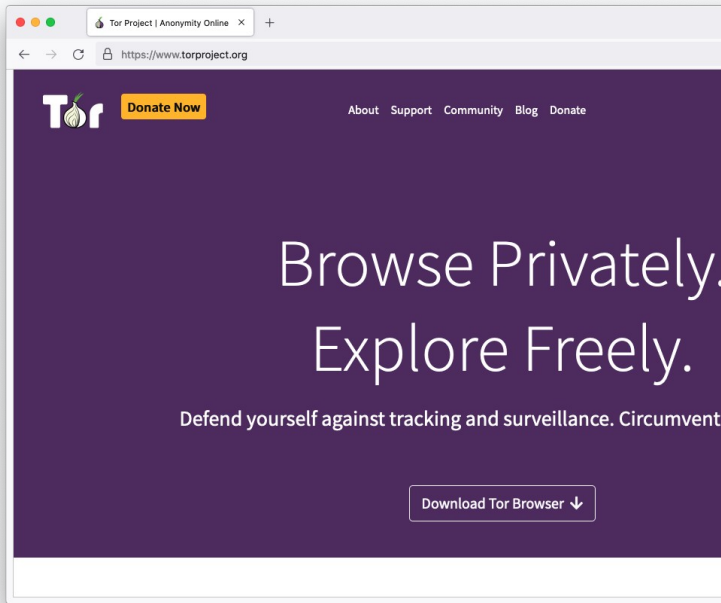 Tor Project | Anonymity Online
https://www.torproject.org
Tor
Donate Now
About Support Community Blog Donate
Browse Privately.
Explore Freely.
Defend yourself against tracking and surveillance. Circumvent
Download Tor Browser